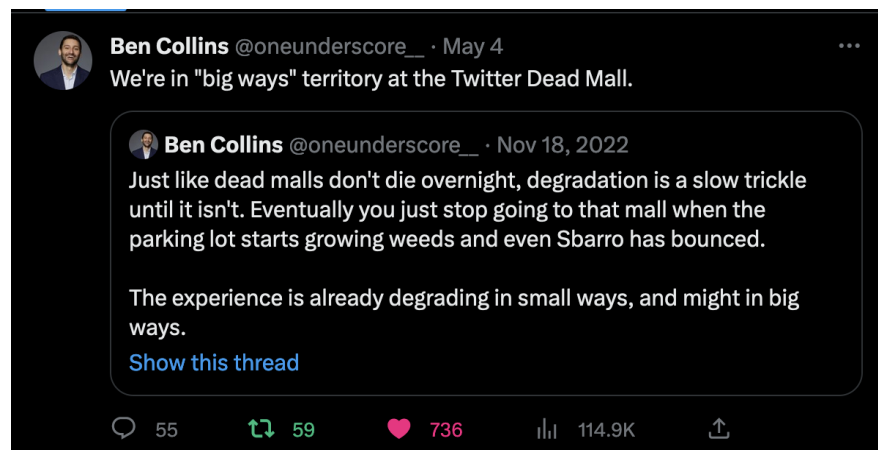 Ben Collins @oneunderscore__ · May 4
We're in "big ways" territory at the Twitter Dead Mall.
Ben Collins @oneunderscore__ · Nov 18, 2022
Just like dead malls don't die overnight, degradation is a slow trickle
until it isn't. Eventually you just stop going to that mall when the
parking lot starts growing weeds and even Sbarro has bounced.
The experience is already degrading in small ways, and might in big
ways.
Show this thread
55 59 736 114.9K